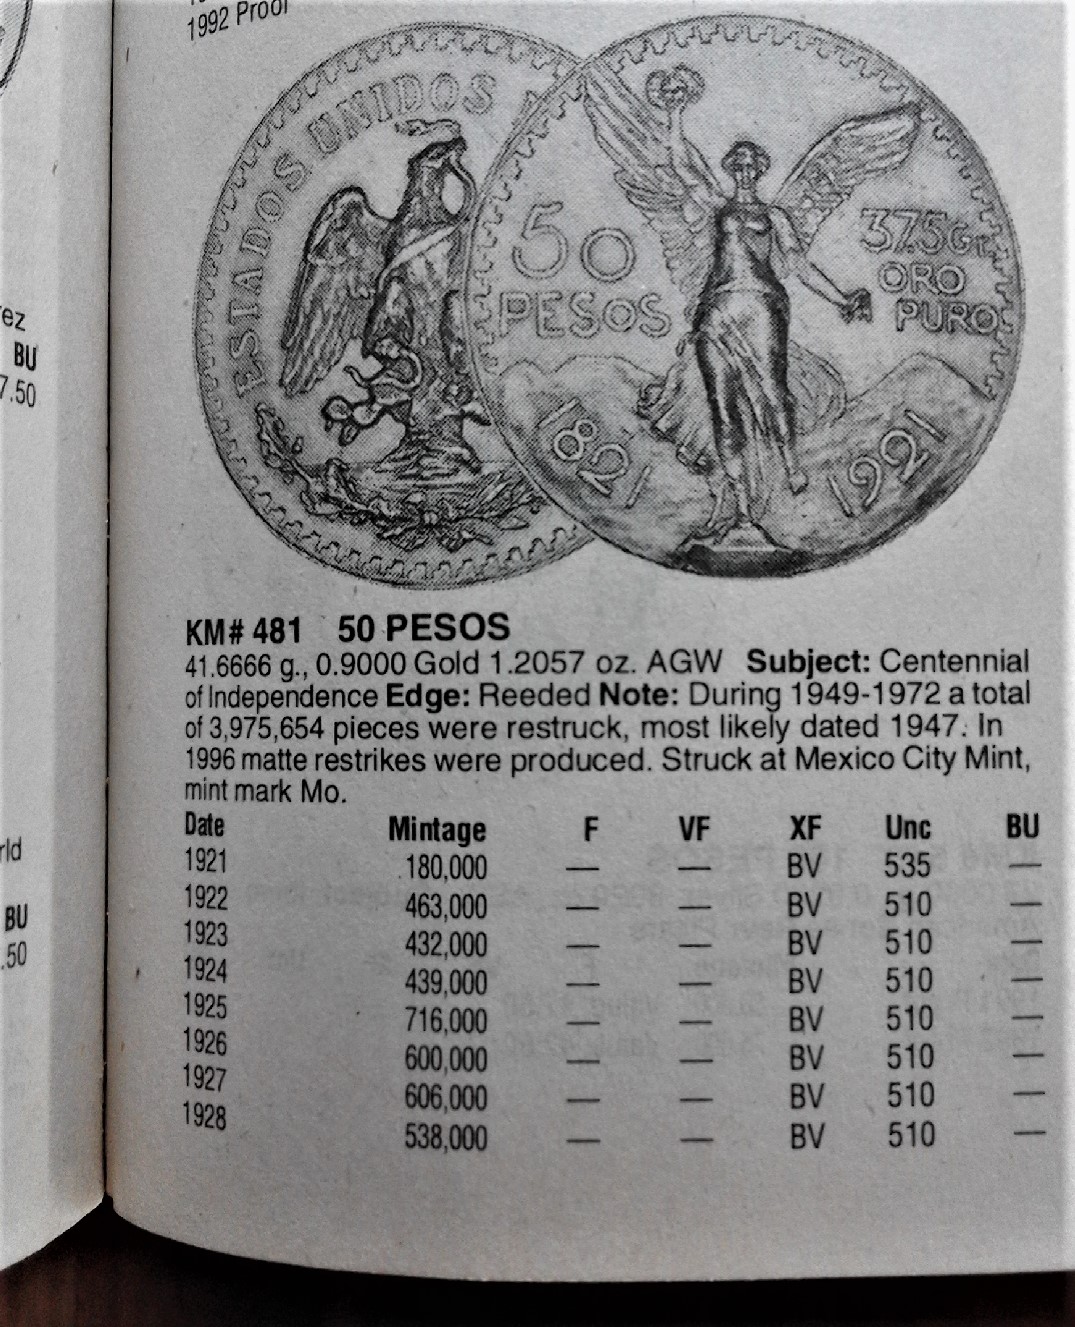 1992 Proof
ez
BU
7.50
rld
BU
.50
ESTADOS UNIDOS
50
PESOS
37.5Gr.
ORO
PURO
1821
1921
KM# 481 50 PESOS
41.6666 g., 0.9000 Gold 1.2057 oz. AGW Subject: Centennial
of Independence Edge: Reeded Note: During 1949-1972 a total
of 3,975,654 pieces were restruck, most likely dated 1947. In
1996 matte restrikes were produced. Struck at Mexico City Mint,
mint mark Mo.
Date Mintage F VF XF Unc BU
1921 180,000 — — BV 535 —
1922 463,000 — — BV 510 —
1923 432,000 — — BV 510 —
1924 439,000 — — BV 510 —
1925 716,000 — — BV 510 —
1926 600,000 — — BV 510 —
1927 606,000 — — BV 510 —
1928 538,000 — — BV 510 —